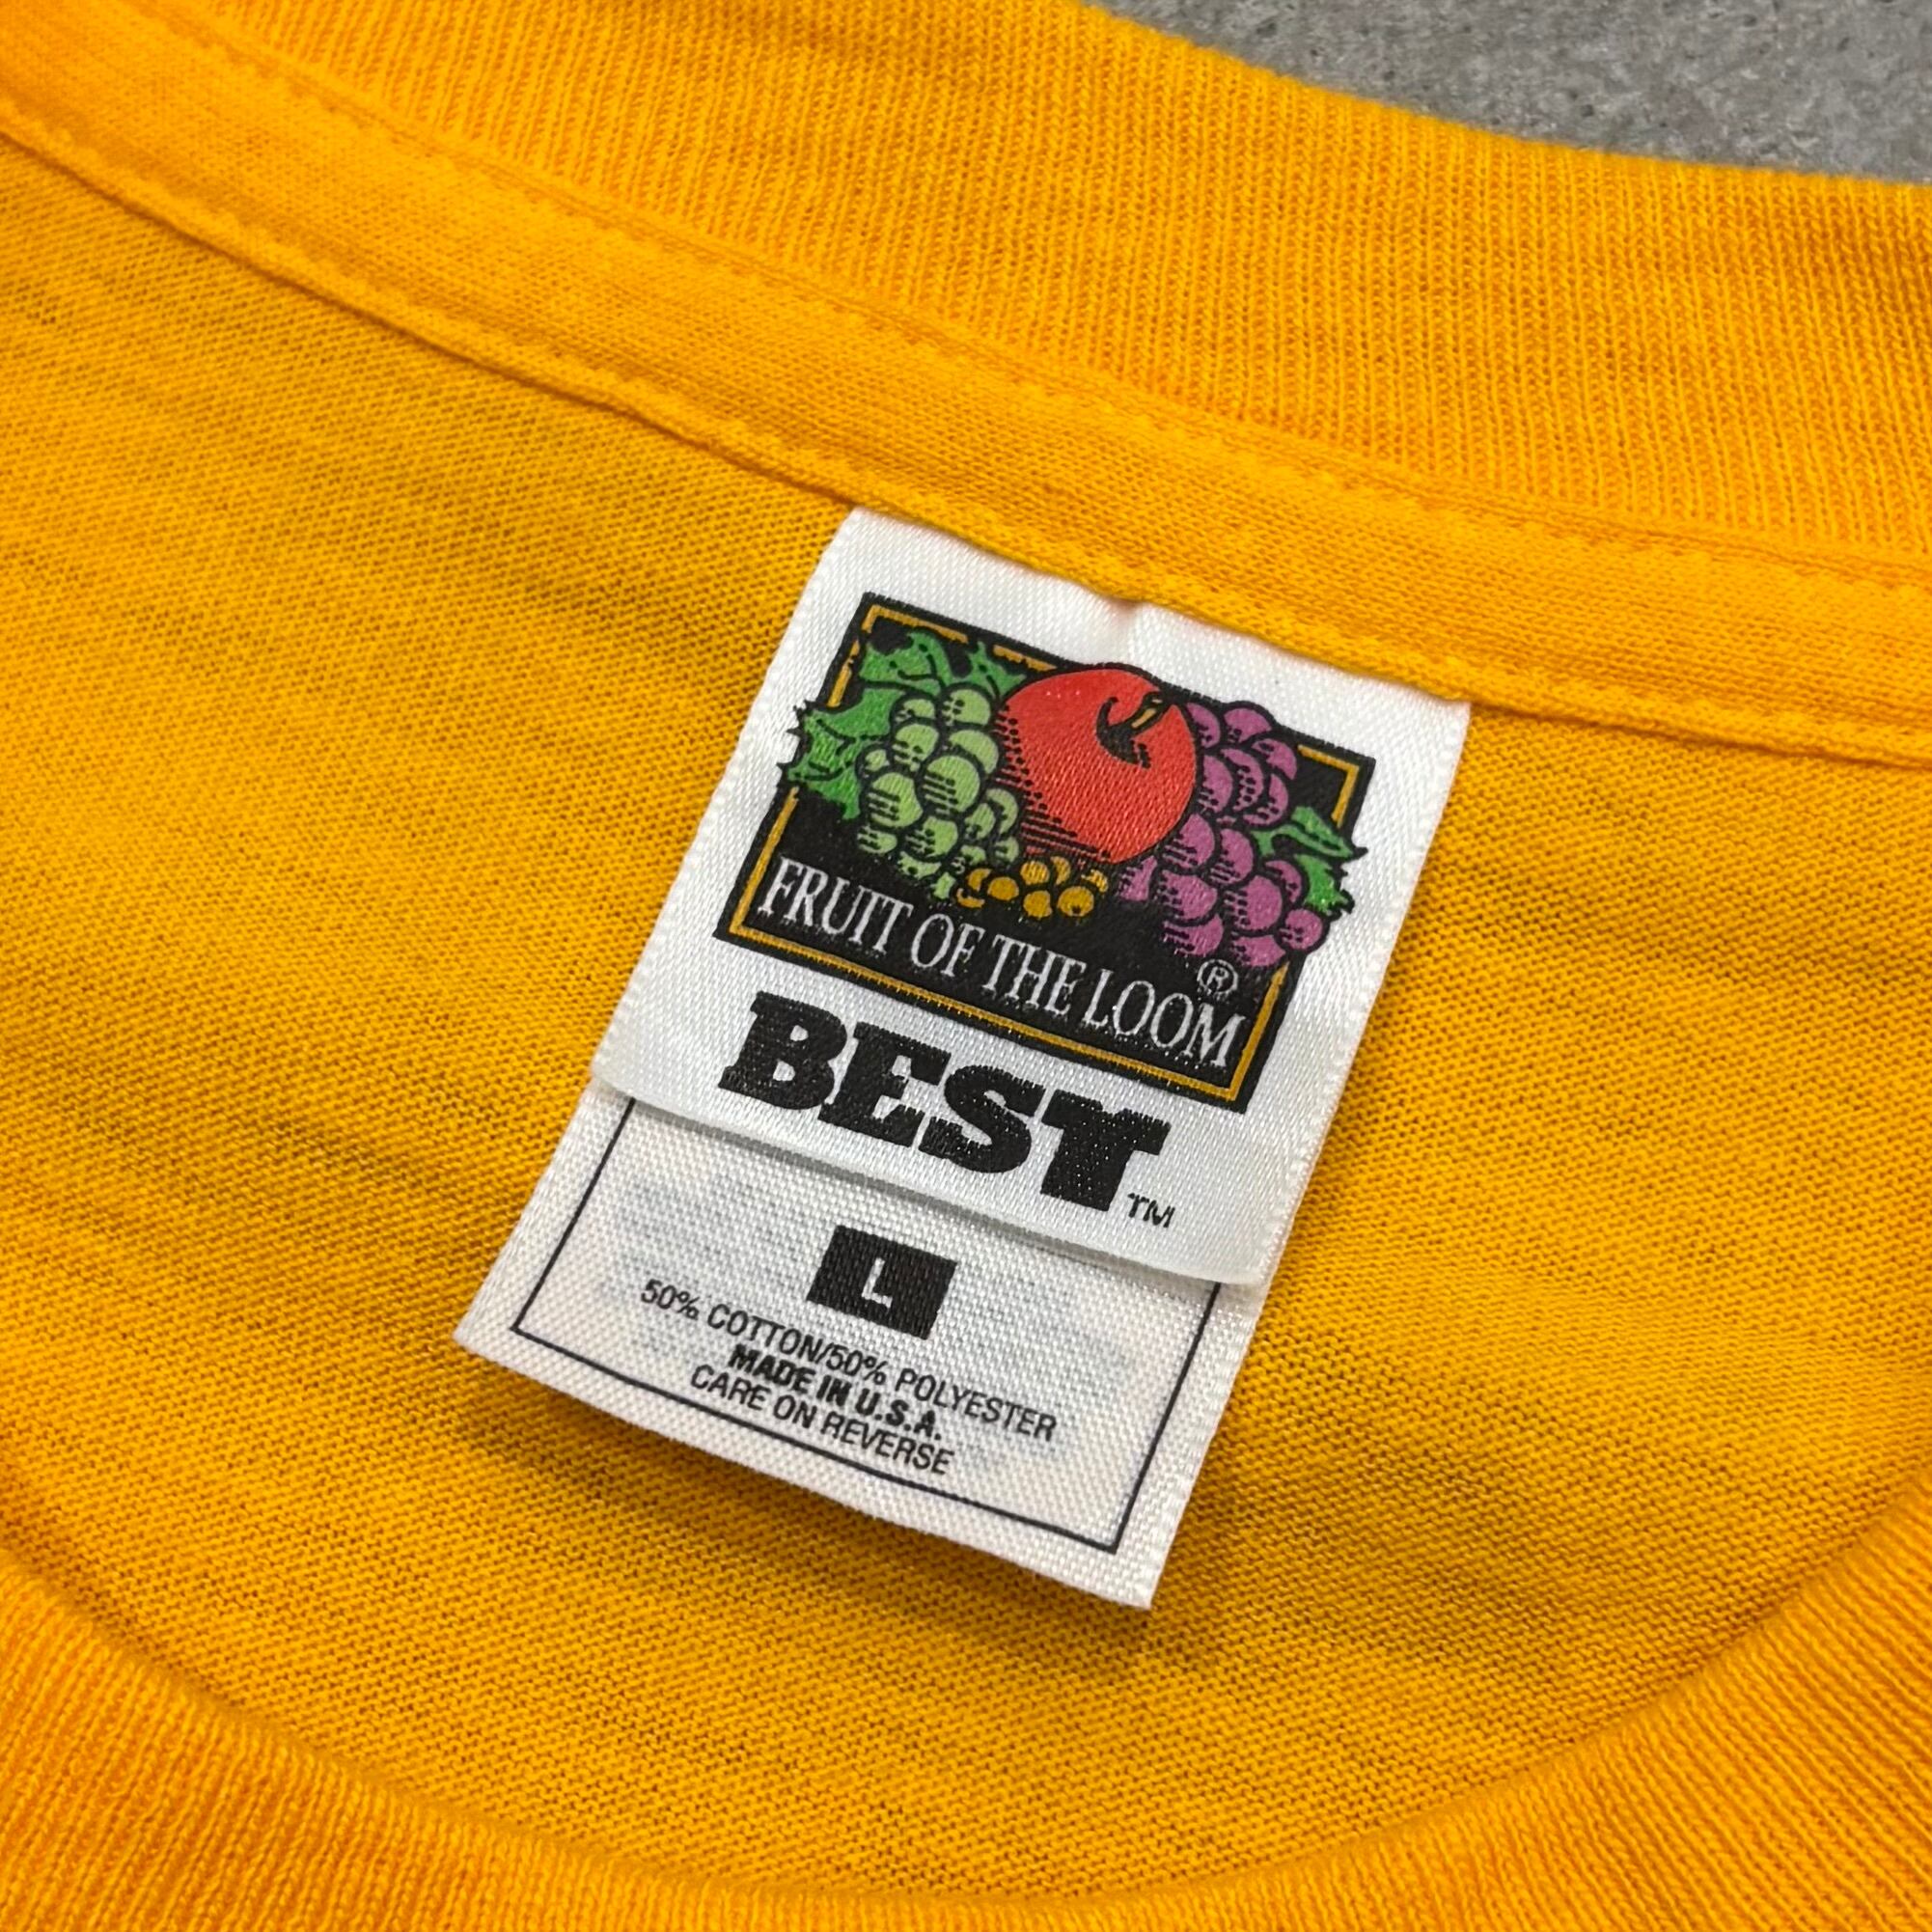 FRUIT OF THE LOOM®
BEST™
L
50% COTTON/50% POLYESTER
MADE IN U.S.A.
CARE ON REVERSE